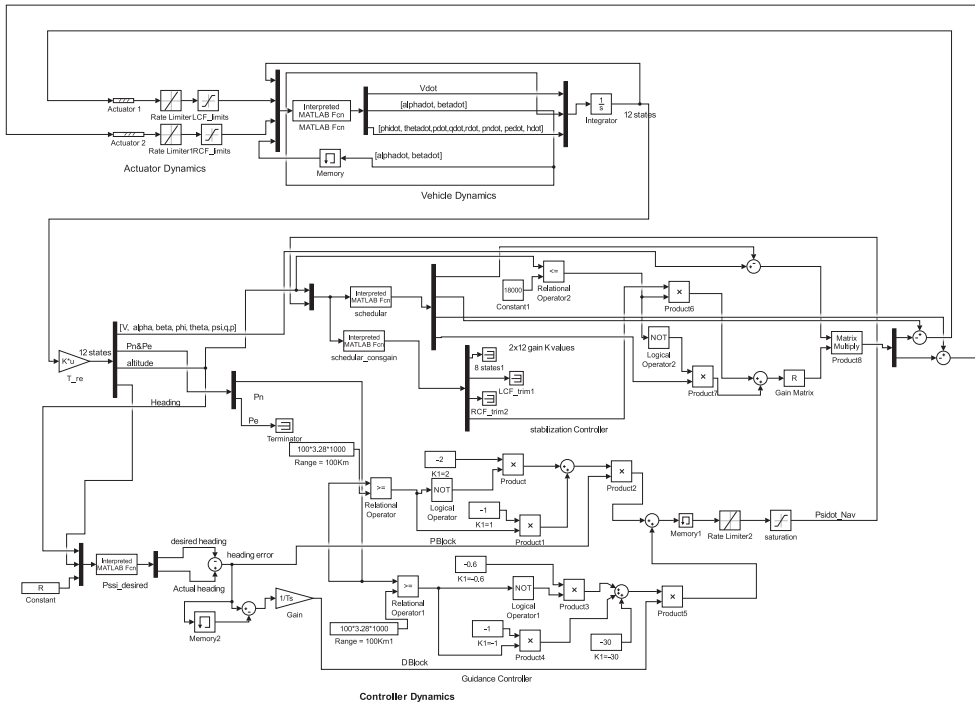 Vdot
[alphadot, betadot]
[phidot, thetadot,pdot,qdot,rdot, pndot, pedot, hdot]
Interpreted
MATLAB Fcn
MATLAB Fcn
1
s
Integrator
12 states
Actuator 1
Rate Limiter
LCF_limits
Actuator 2
Rate Limiter1
RCF_limits
Actuator Dynamics
Memory
[alphadot, betadot]
Vehicle Dynamics
<=
Relational
Operator2
18000
Constant1
Interpreted
MATLAB Fcn
schedular
×
Product6
[V, alpha, beta, phi, theta, psi,q,p]
Pn&Pe
12 states
altitude
K*u
T_re
Interpreted
MATLAB Fcn
schedular_consgain
NOT
Logical
Operator2
Matrix
Multiply
Product8
2x12 gain K values
8 states1
LCF_trim1
RCF_trim2
×
Product7
R
Gain Matrix
stabilization Controller
Heading
Pn
Pe
Terminator
100*3.28*1000
Range = 100Km
>=
Relational
Operator
NOT
Logical
Operator
-2
K1=2
×
Product
-1
K1=1
×
Product1
×
Product2
Memory1
Rate Limiter2
saturation
Psidot_Nav
P Block
desired heading
heading error
Actual heading
Interpreted
MATLAB Fcn
Pssi_desired
R
Constant
Memory2
1/Ts
Gain
>=
Relational
Operator1
100*3.28*1000
Range = 100Km1
-0.6
K1=-0.6
NOT
Logical
Operator1
×
Product3
-1
K1=-1
×
Product4
-30
K1=-30
×
Product5
D Block
Guidance Controller
Controller Dynamics